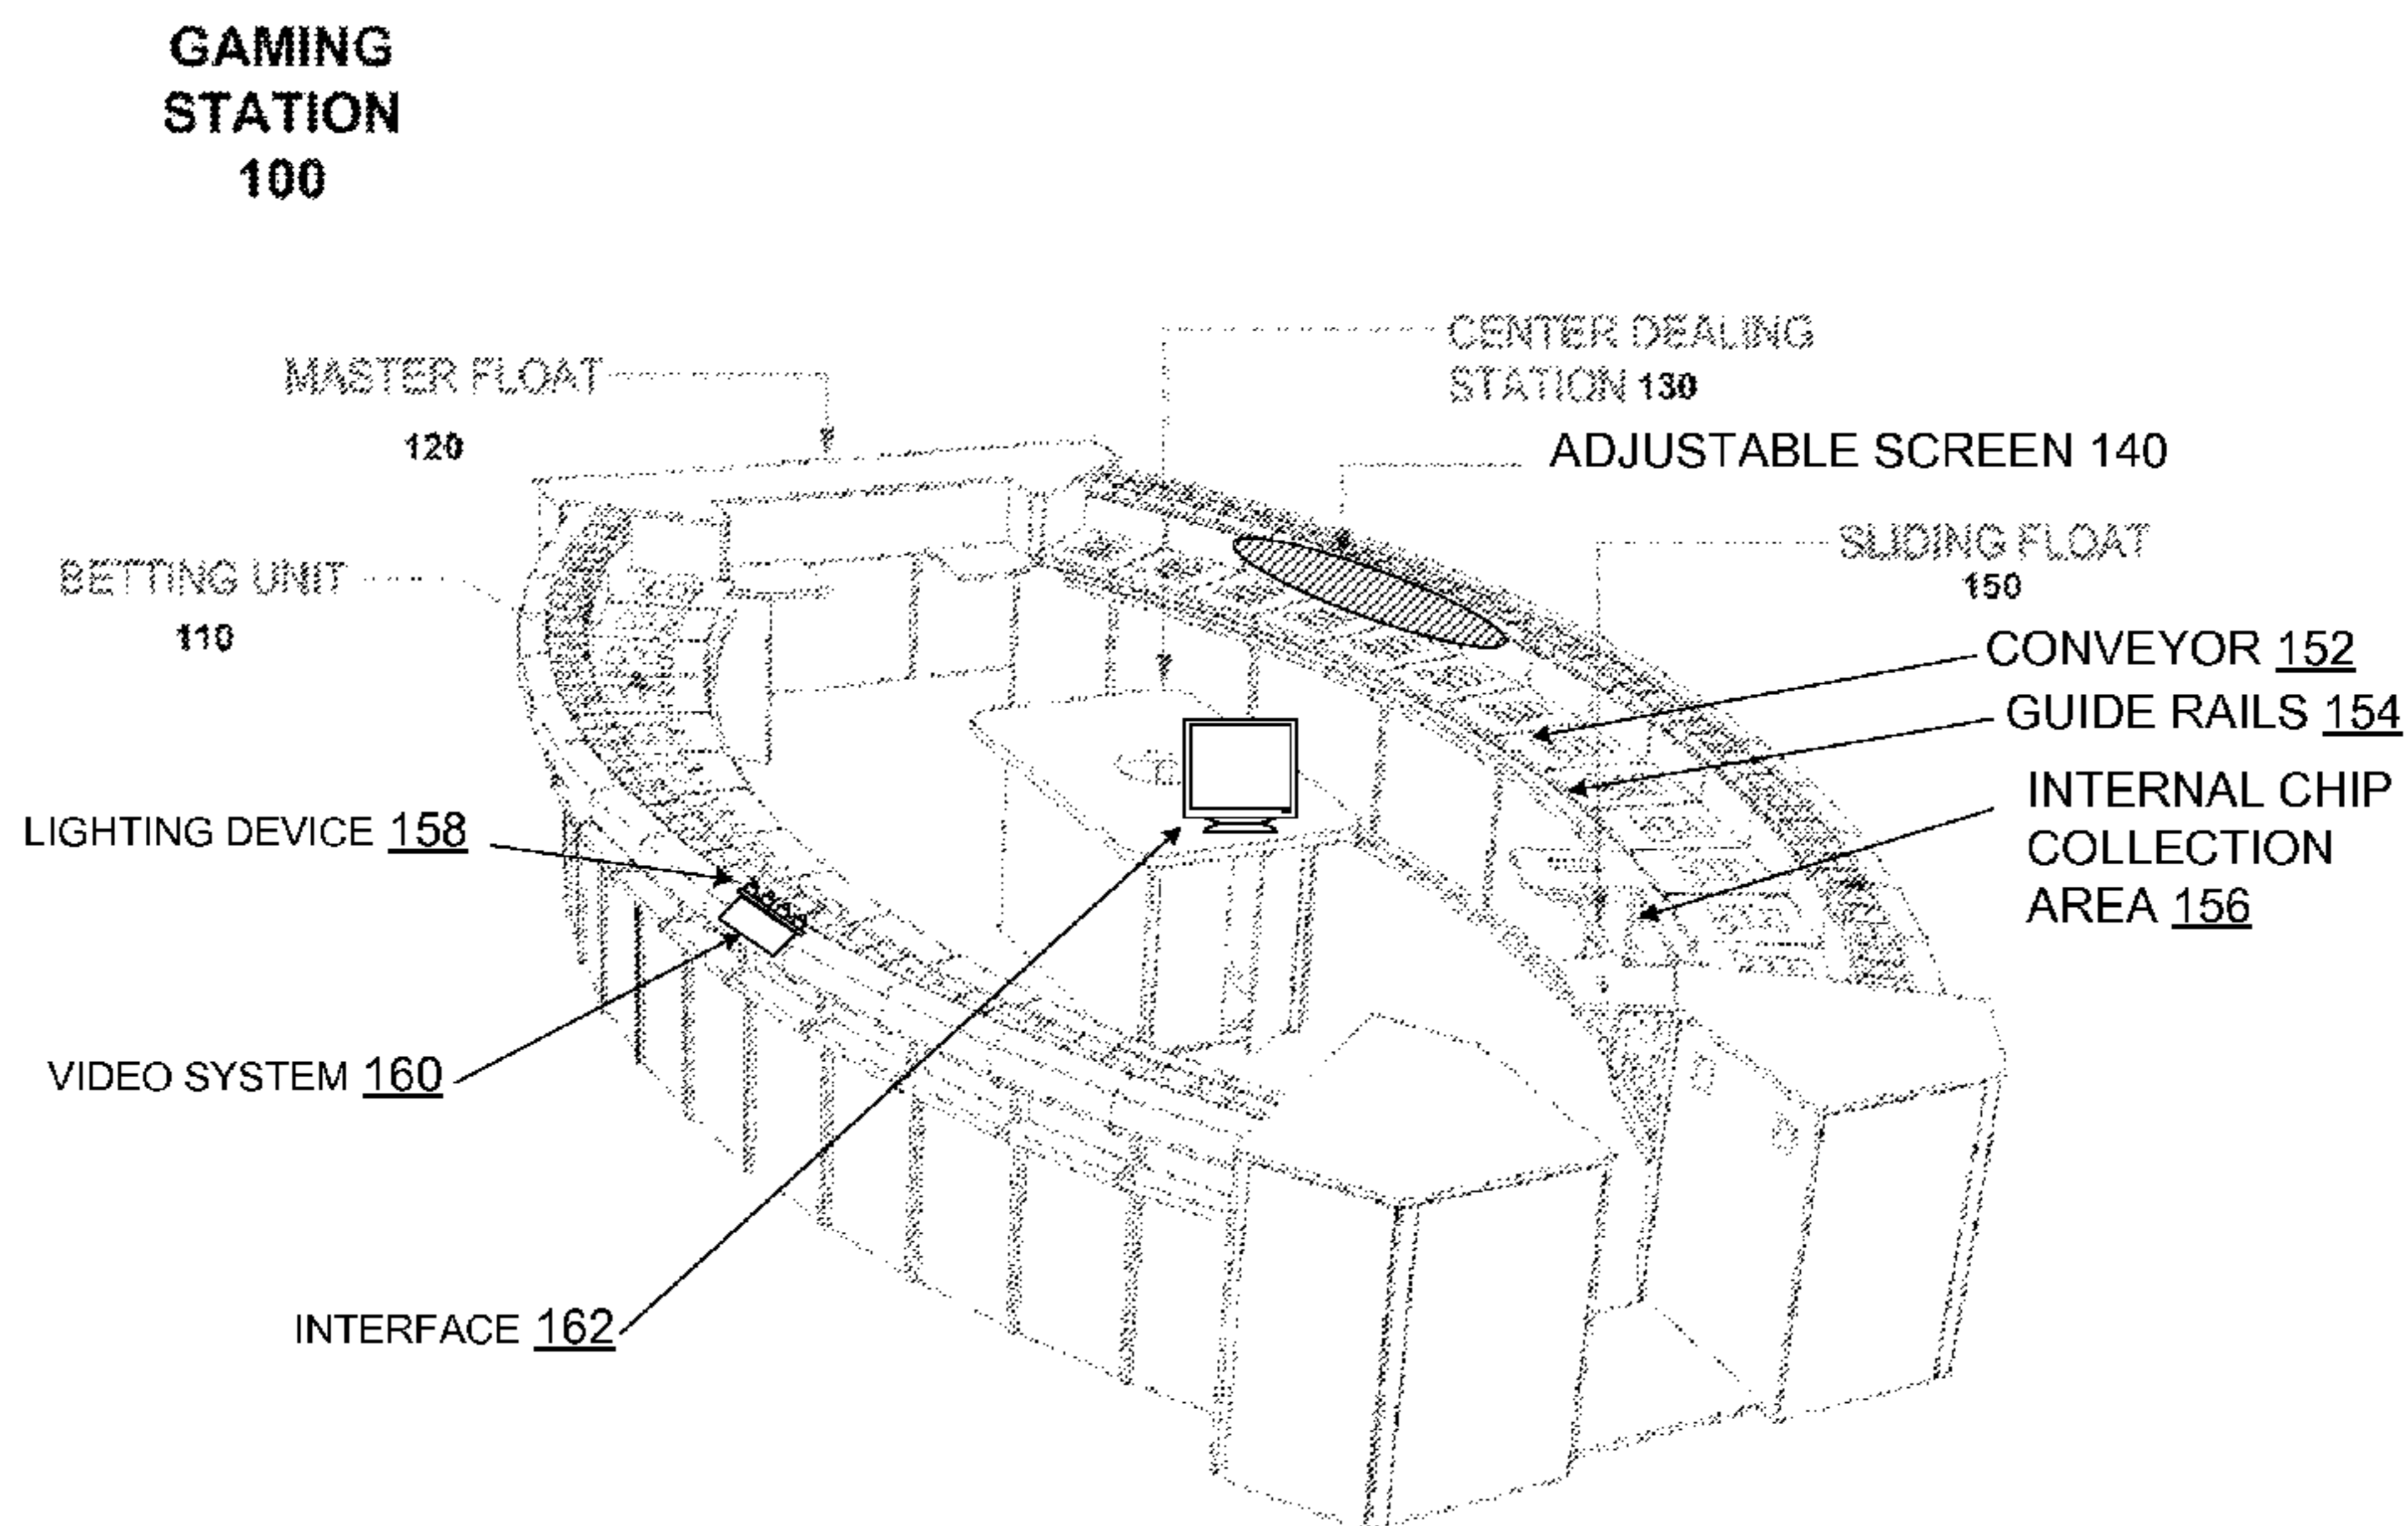 GAMING
STATION
100
MASTER FLOAT
120
CENTER DEALING
STATION 130
ADJUSTABLE SCREEN 140
BETTING UNIT
110
SLIDING FLOAT
150
CONVEYOR 152
GUIDE RAILS 154
INTERNAL CHIP
COLLECTION
AREA 156
LIGHTING DEVICE 158
VIDEO SYSTEM 160
INTERFACE 162